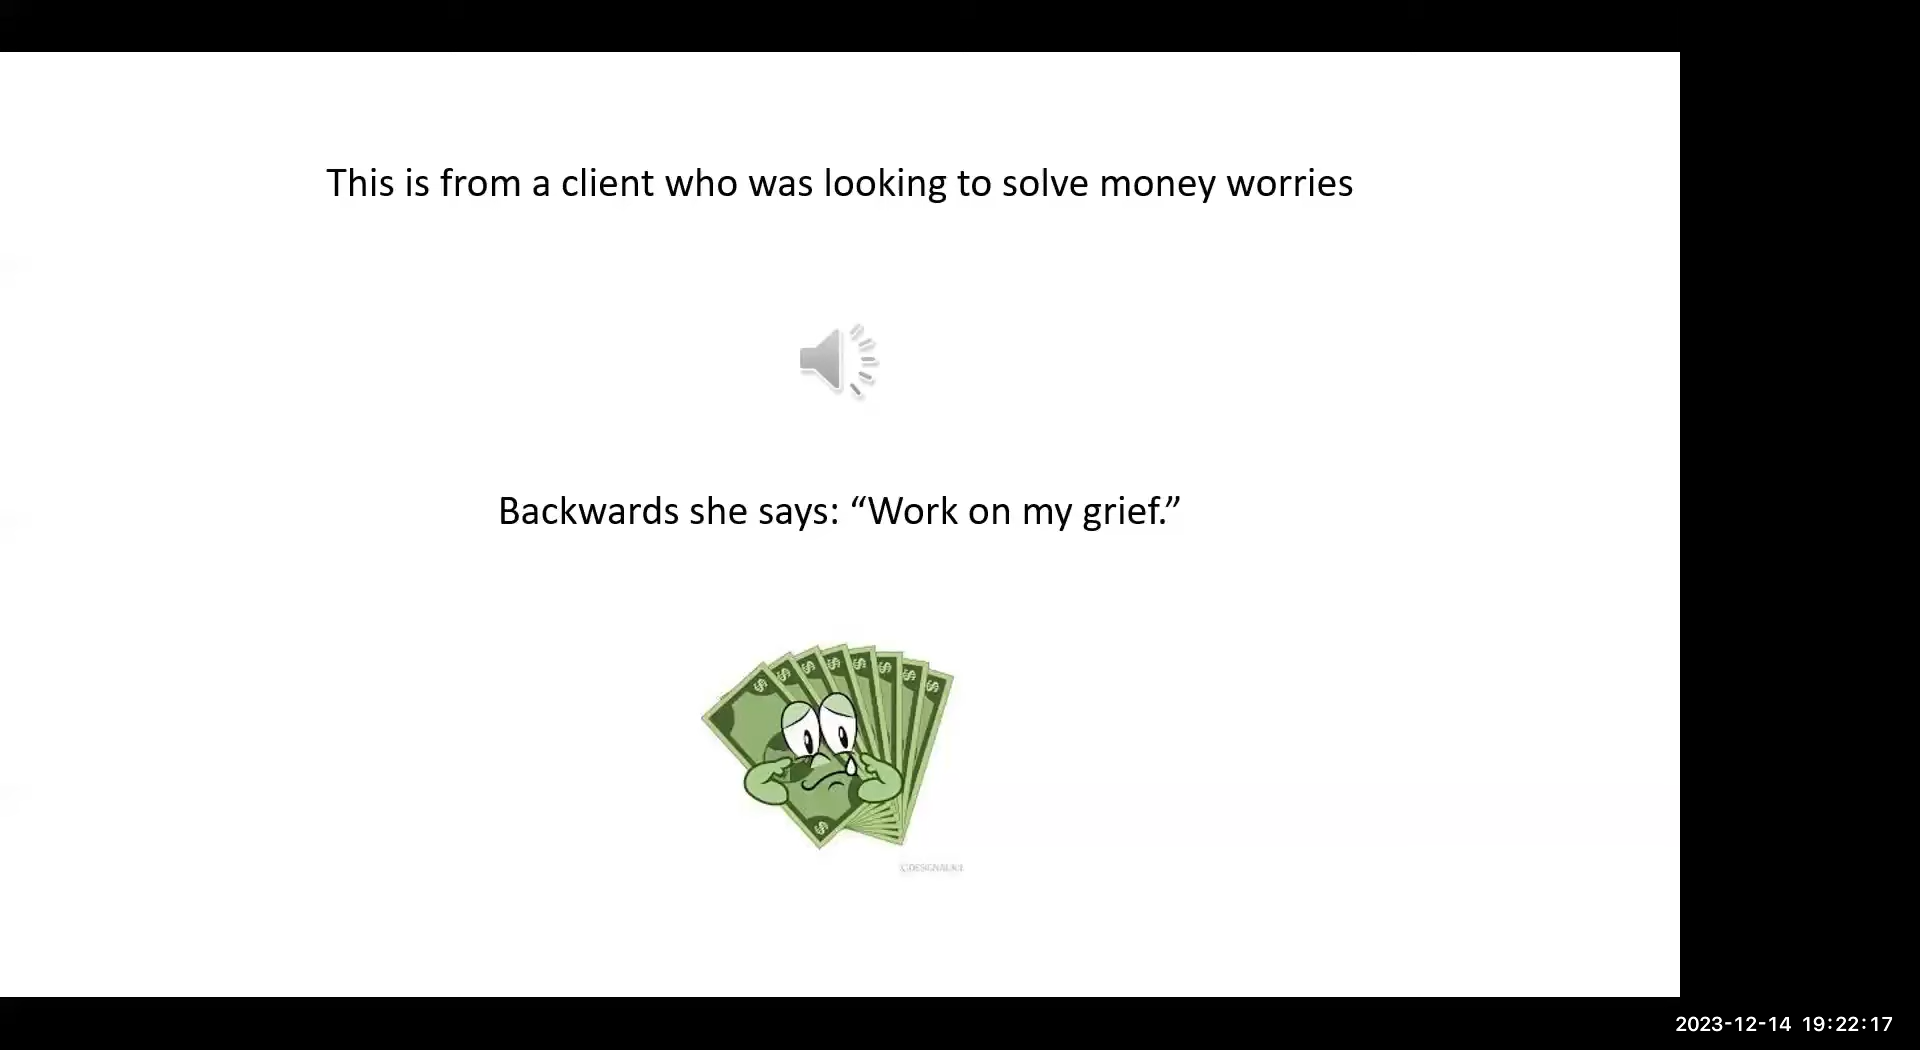 This is from a client who was looking to solve money worries
Backwards she says: “Work on my grief.”
2023-12-14 19:22:17